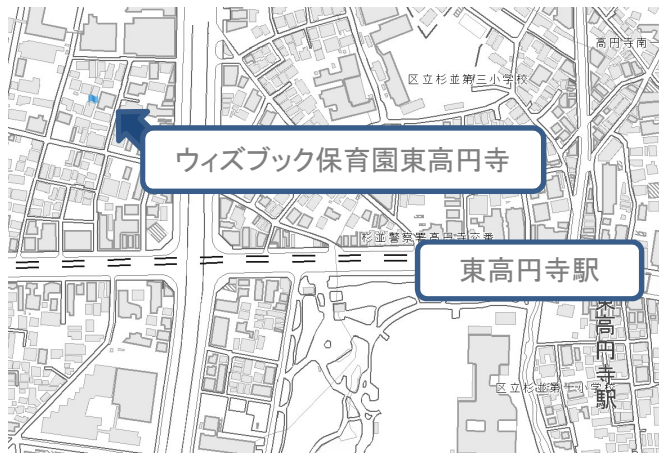 高円寺南一
区立杉並第三小学校
ウィズブック保育園東高円寺
杉並警察署高円寺交番
東高円寺駅
東高円寺駅
区立杉並第十小学校